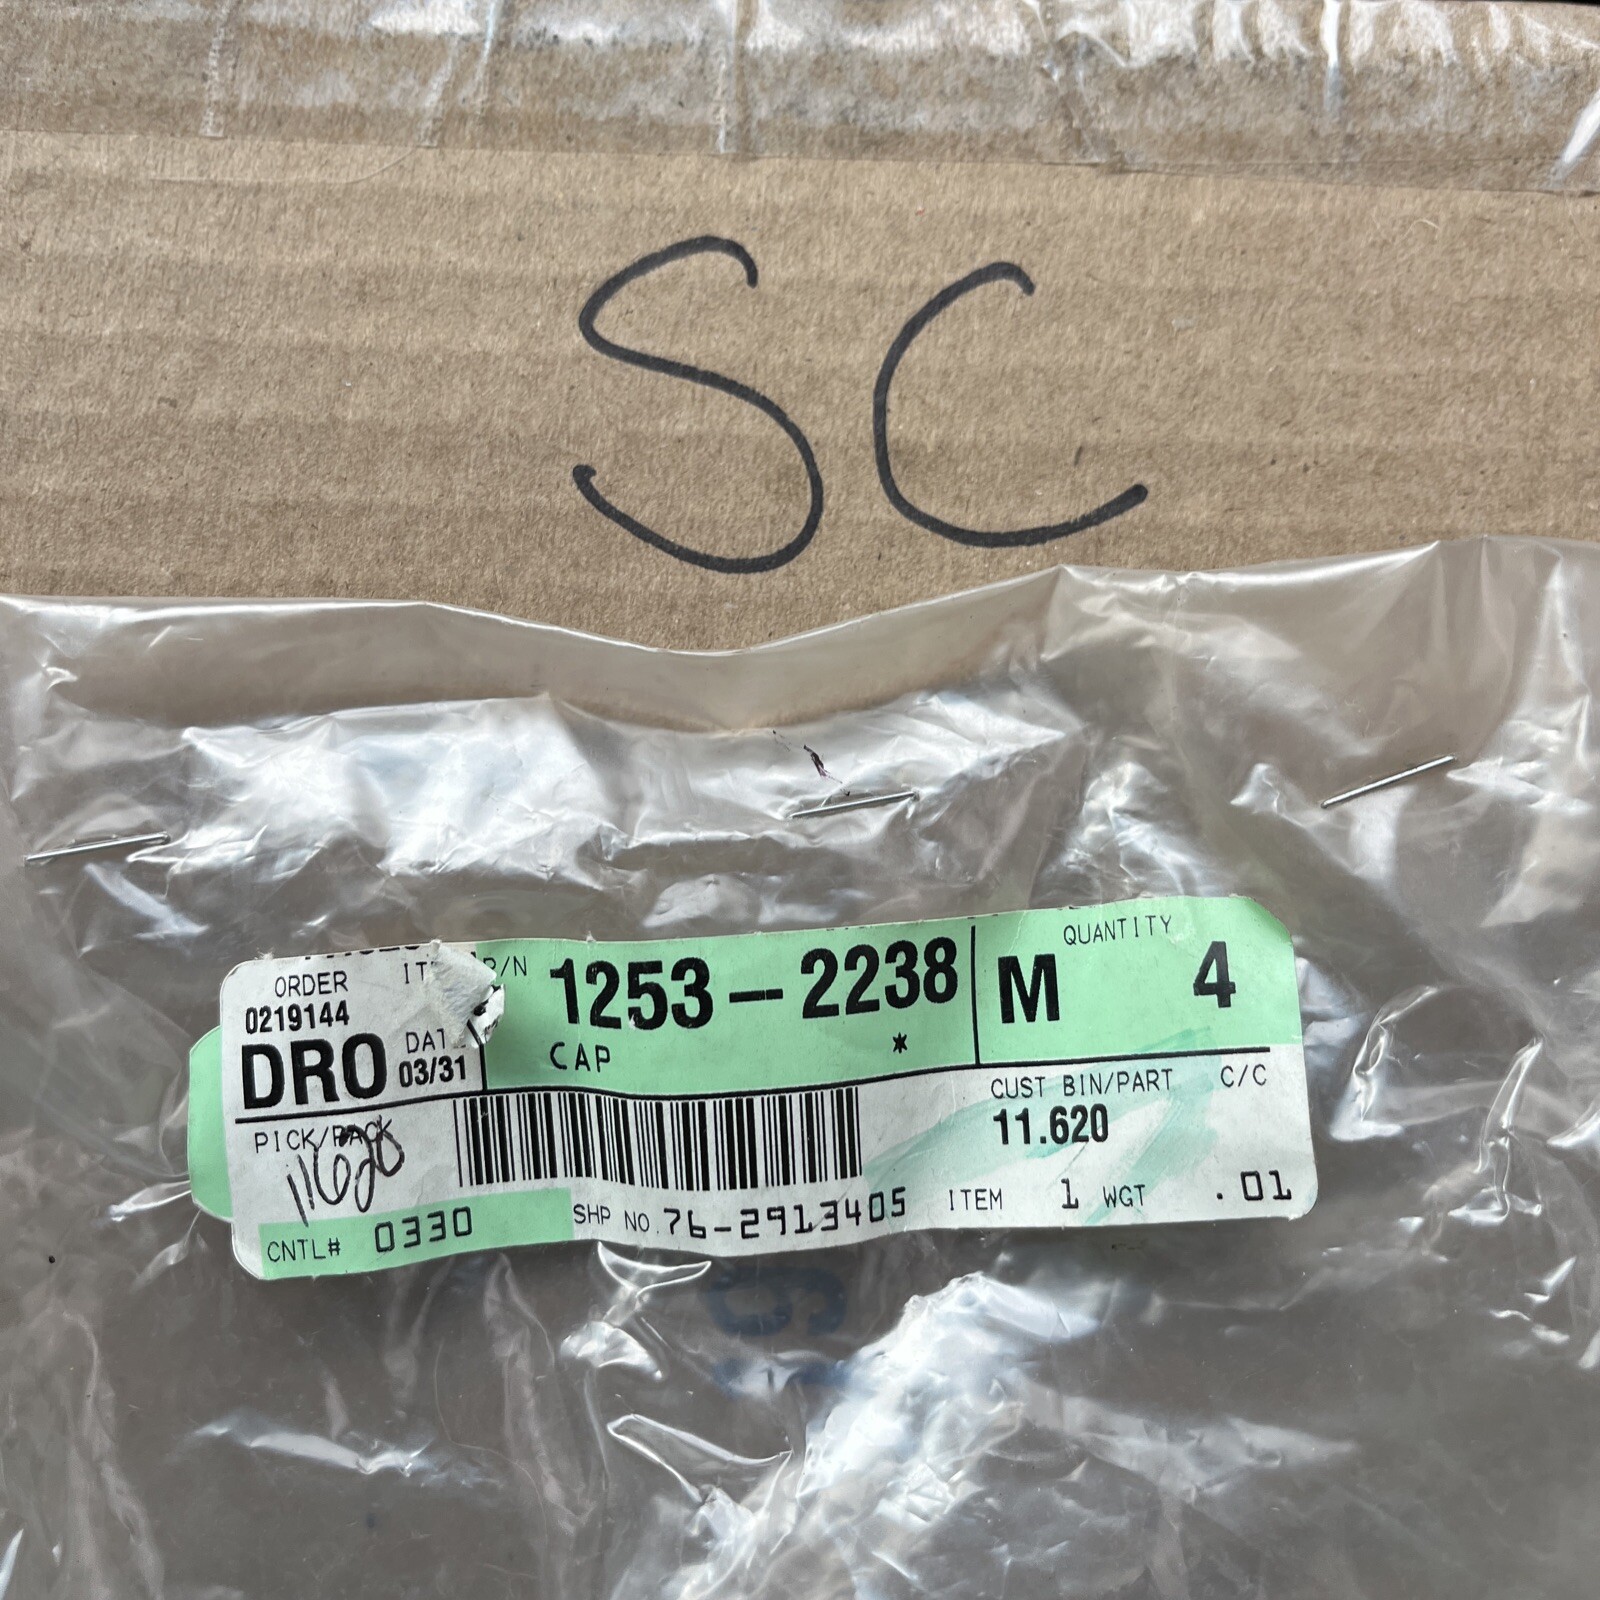 SC
ORDER
P/N 1253-2238 M QUANTITY 4
0219144
DRO 03/31 CAP *
PICK/PACK CUST BIN/PART C/C
11620 11.620
CNTL# 0330 SHP NO. 76-2913405 ITEM 1 WGT .01